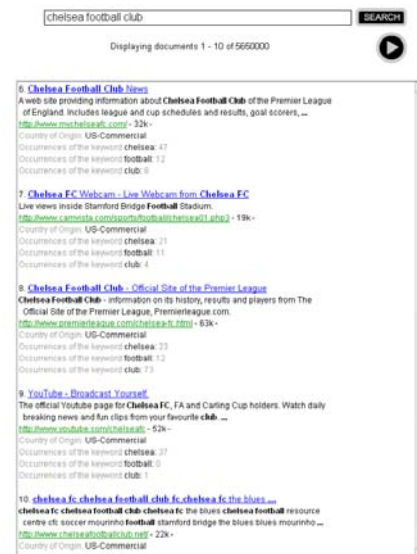 chelsea football club
SEARCH
Displaying documents 1 - 10 of 5650000
6. Chelsea Football Club News
A web site providing information about Chelsea Football Club of the Premier League
of England. Includes league and cup schedules and results, goal scorers, ...
http://www.mychelseafc.com/ - 32k -
Country of Origin: US-Commercial
Occurrences of the keyword chelsea: 47
Occurrences of the keyword football: 12
Occurrences of the keyword club: 9
7. Chelsea FC Webcam - Live Webcam from Chelsea FC
Live views inside Stamford Bridge Football Stadium.
http://www.camvista.com/sports/football/chelsea01.php3 - 19k -
Country of Origin: US-Commercial
Occurrences of the keyword chelsea: 21
Occurrences of the keyword football: 11
Occurrences of the keyword club: 4
8. Chelsea Football Club - Official Site of the Premier League
Chelsea Football Club - information on its history, results and players from The
Official Site of the Premier League, Premierleague.com.
http://www.premierleague.com/chelsea-fc.html - 63k -
Country of Origin: US-Commercial
Occurrences of the keyword chelsea: 23
Occurrences of the keyword football: 12
Occurrences of the keyword club: 73
9. YouTube - Broadcast Yourself.
The official Youtube page for Chelsea FC, FA and Carling Cup holders. Watch daily
breaking news and fun clips from your favourite club. ...
http://www.youtube.com/chelseafc - 52k -
Country of Origin: US-Commercial
Occurrences of the keyword chelsea: 37
Occurrences of the keyword football: 0
Occurrences of the keyword club: 1
10. chelsea fc chelsea football club fc.chelsea fc the blues ....
chelsea fc chelsea football club chelsea fc the blues chelsea football resource
centre cfc soccer mourinho football stamford bridge the blues blues mourinho ...
http://www.chelseafootballclub.net/ - 22k -
Country of Origin: US-Commercial